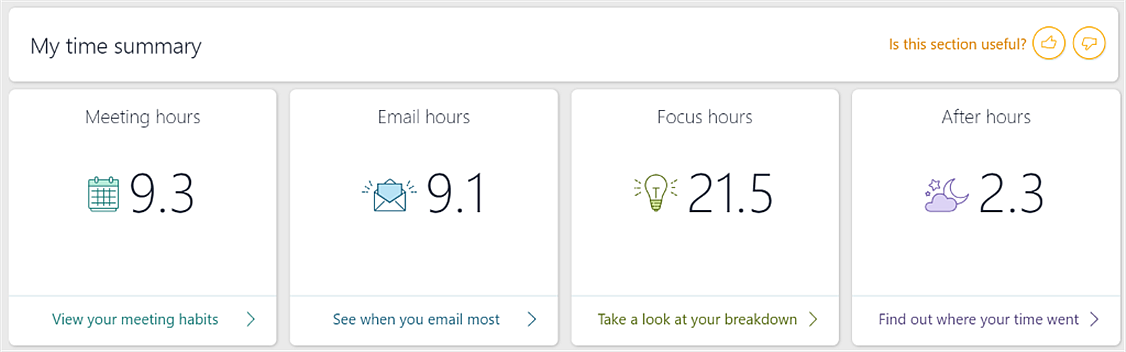 My time summary
Is this section useful?
Meeting hours
9.3
View your meeting habits
Email hours
9.1
See when you email most
Focus hours
21.5
Take a look at your breakdown
After hours
2.3
Find out where your time went